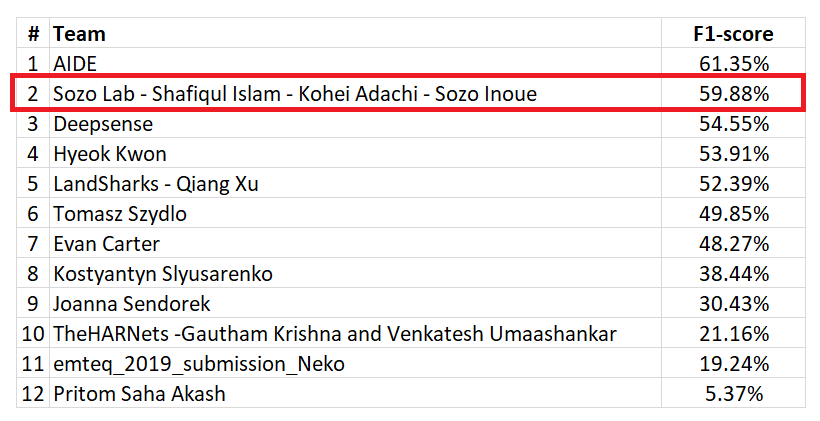 # Team F1-score
1 AIDE 61.35%
2 Sozo Lab - Shafiqul Islam - Kohei Adachi - Sozo Inoue 59.88%
3 Deepsense 54.55%
4 Hyeok Kwon 53.91%
5 LandSharks - Qiang Xu 52.39%
6 Tomasz Szydlo 49.85%
7 Evan Carter 48.27%
8 Kostyantyn Slyusarenko 38.44%
9 Joanna Sendorek 30.43%
10 TheHARNets -Gautham Krishna and Venkatesh Umaashankar 21.16%
11 emteq_2019_submission_Neko 19.24%
12 Pritom Saha Akash 5.37%